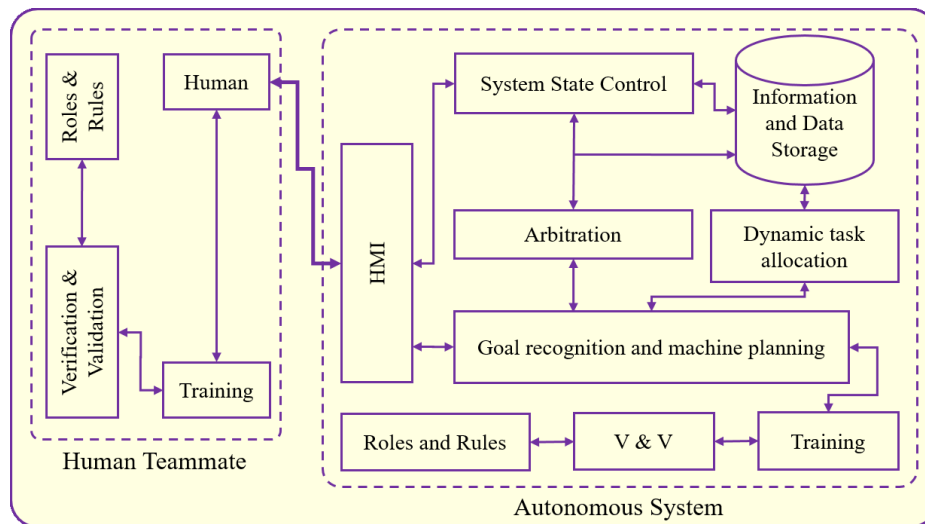 Roles &
Rules
Human
Verification &
Validation
Training
Human Teammate
HMI
System State Control
Information
and Data
Storage
Arbitration
Dynamic task
allocation
Goal recognition and machine planning
Roles and Rules
V & V
Training
Autonomous System